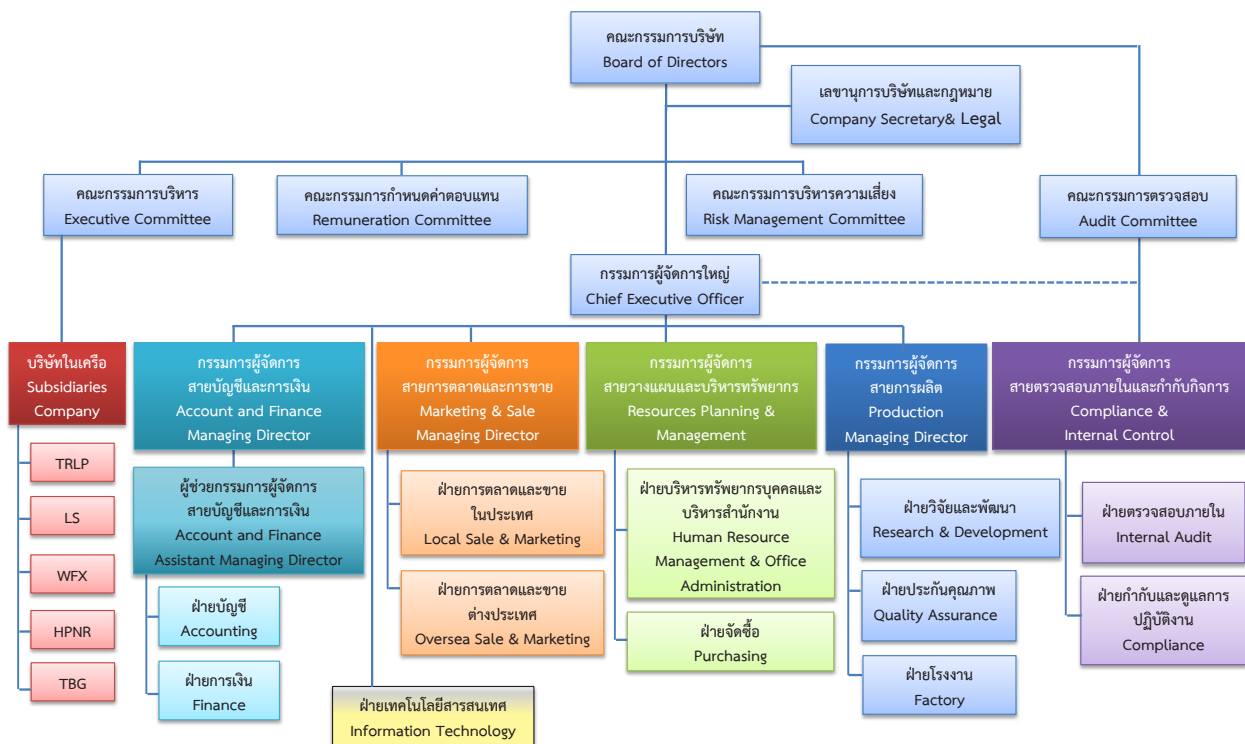 คณะกรรมการบริษัท
Board of Directors
เลขานุการบริษัทและกฎหมาย
Company Secretary& Legal
คณะกรรมการบริหาร
Executive Committee
คณะกรรมการกำหนดค่าตอบแทน
Remuneration Committee
คณะกรรมการบริหารความเสี่ยง
Risk Management Committee
คณะกรรมการตรวจสอบ
Audit Committee
กรรมการผู้จัดการใหญ่
Chief Executive Officer
บริษัทในเครือ
Subsidiaries
Company
TRLP
LS
WFX
HPNR
TBG
กรรมการผู้จัดการ
สายบัญชีและการเงิน
Account and Finance
Managing Director
ผู้ช่วยกรรมการผู้จัดการ
สายบัญชีและการเงิน
Account and Finance
Assistant Managing Director
ฝ่ายบัญชี
Accounting
ฝ่ายการเงิน
Finance
กรรมการผู้จัดการ
สายการตลาดและการขาย
Marketing & Sale
Managing Director
ฝ่ายการตลาดและขาย
ในประเทศ
Local Sale & Marketing
ฝ่ายการตลาดและขาย
ต่างประเทศ
Oversea Sale & Marketing
ฝ่ายเทคโนโลยีสารสนเทศ
Information Technology
กรรมการผู้จัดการ
สายวางแผนและบริหารทรัพยากร
Resources Planning &
Management
ฝ่ายบริหารทรัพยากรบุคคลและ
บริหารสำนักงาน
Human Resource
Management & Office
Administration
ฝ่ายจัดซื้อ
Purchasing
กรรมการผู้จัดการ
สายการผลิต
Production
Managing Director
ฝ่ายวิจัยและพัฒนา
Research & Development
ฝ่ายประกันคุณภาพ
Quality Assurance
ฝ่ายโรงงาน
Factory
กรรมการผู้จัดการ
สายตรวจสอบภายในและกำกับกิจการ
Compliance &
Internal Control
ฝ่ายตรวจสอบภายใน
Internal Audit
ฝ่ายกำกับและดูแลการ
ปฏิบัติงาน
Compliance